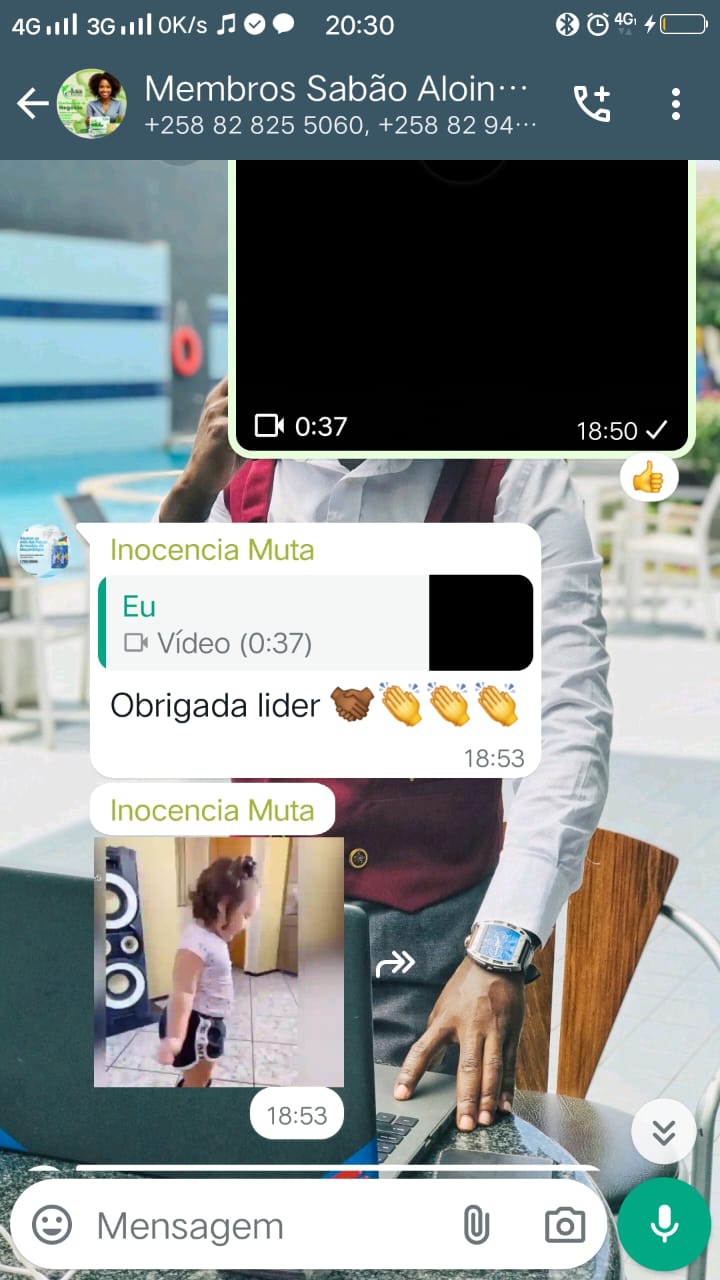 4G 3G 0K/s 20:30 4G
Membros Sabão Aloin...
+258 82 825 5060, +258 82 94...
0:37 18:50
Inocencia Muta
Eu
Vídeo (0:37)
Obrigada lider 🤝🏾👏👏👏
18:53
Inocencia Muta
18:53
Mensagem